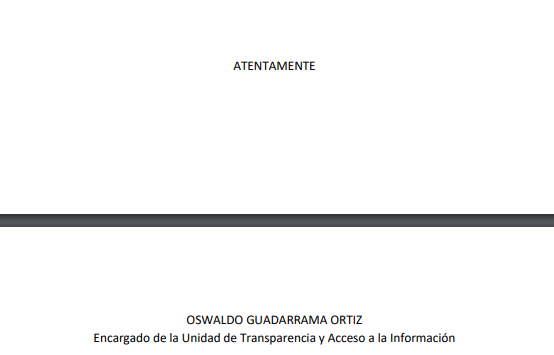 ATENTAMENTE
OSWALDO GUADARRAMA ORTIZ
Encargado de la Unidad de Transparencia y Acceso a la Información